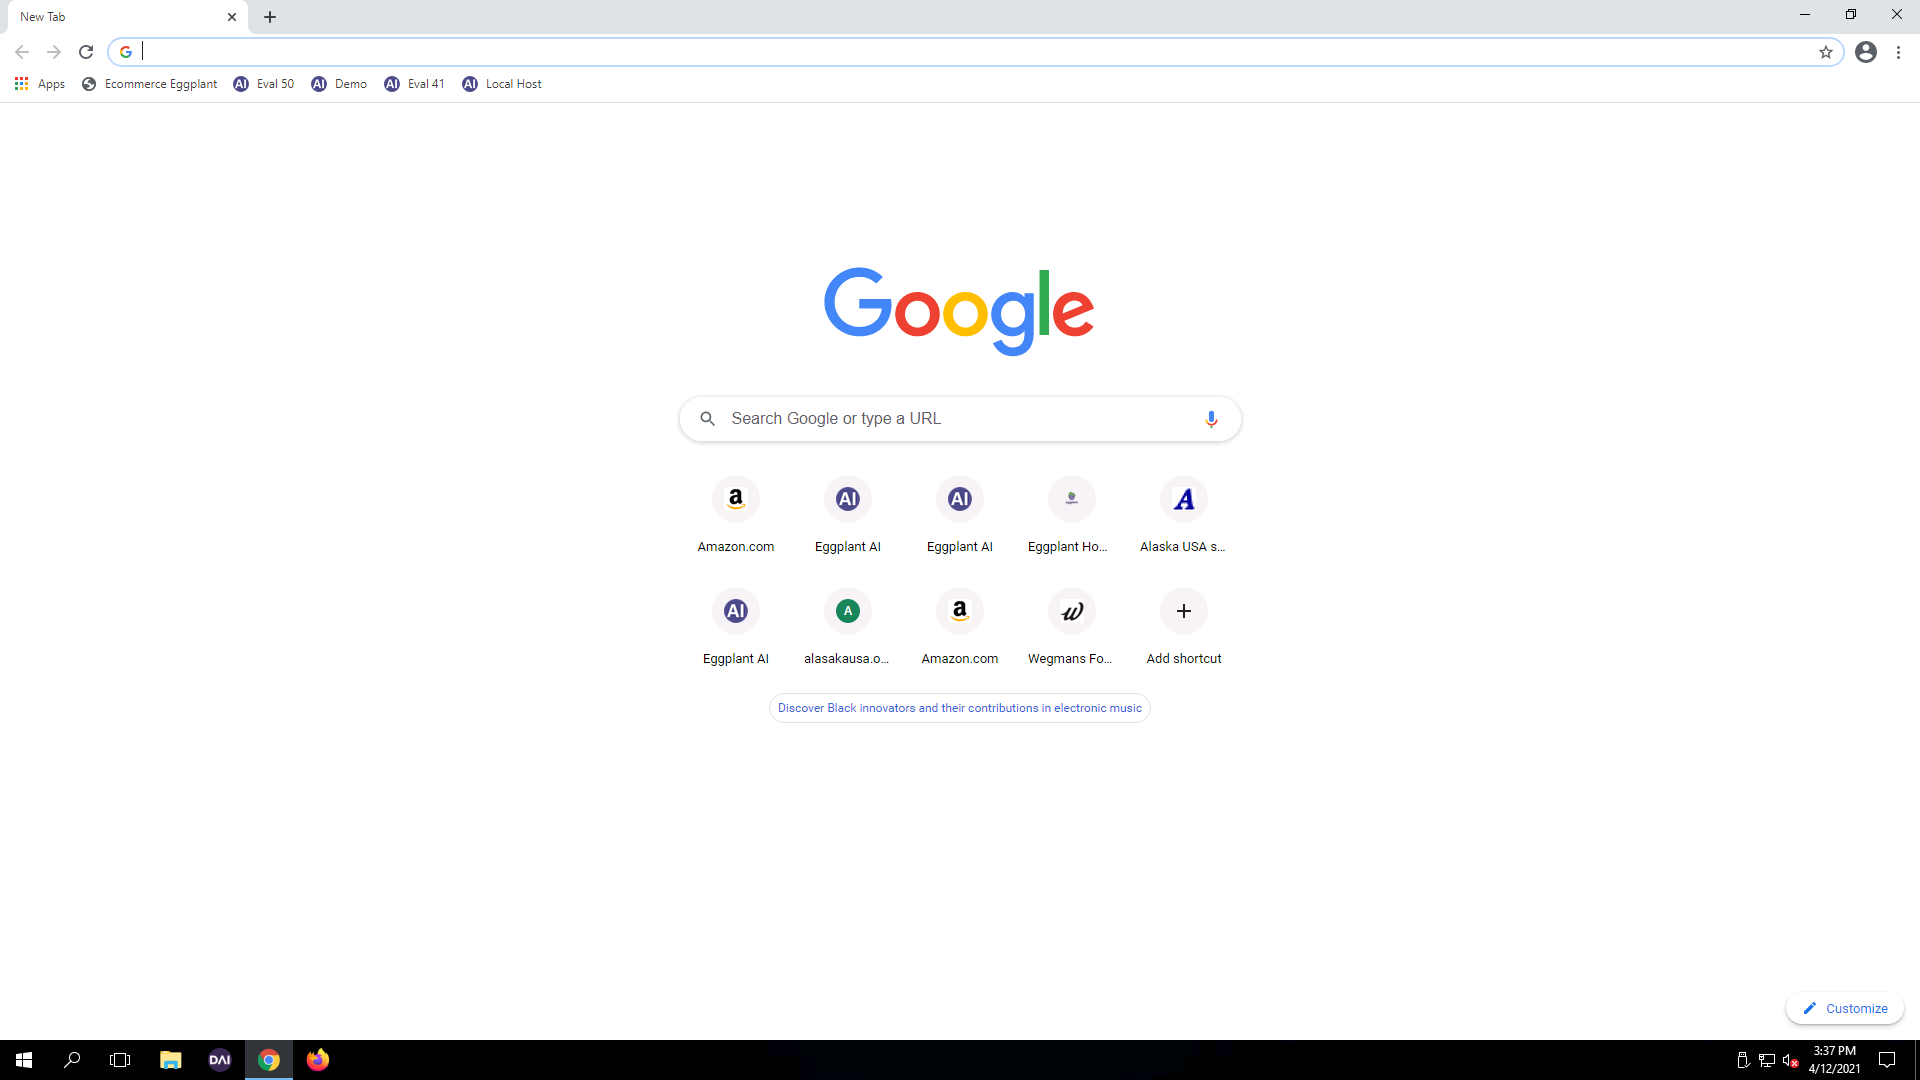 New Tab
Apps
Ecommerce Eggplant
AI
Eval 50
AI
Demo
AI
Eval 41
AI
Local Host
Google
Search Google or type a URL
a
AI
AI
A
Amazon.com
Eggplant AI
Eggplant AI
Eggplant Ho...
Alaska USA s...
AI
A
a
W
Eggplant AI
alasakausa.o...
Amazon.com
Wegmans Fo...
Add shortcut
Discover Black innovators and their contributions in electronic music
Customize
DAI
3:37 PM
4/12/2021